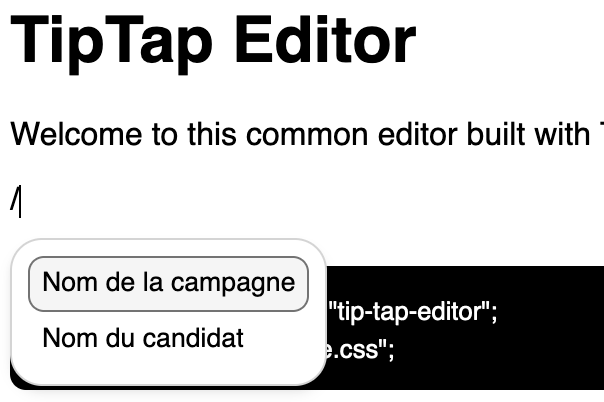 TipTap Editor
Welcome to this common editor built with
/
Nom de la campagne
"tip-tap-editor";
Nom du candidat
e.css";